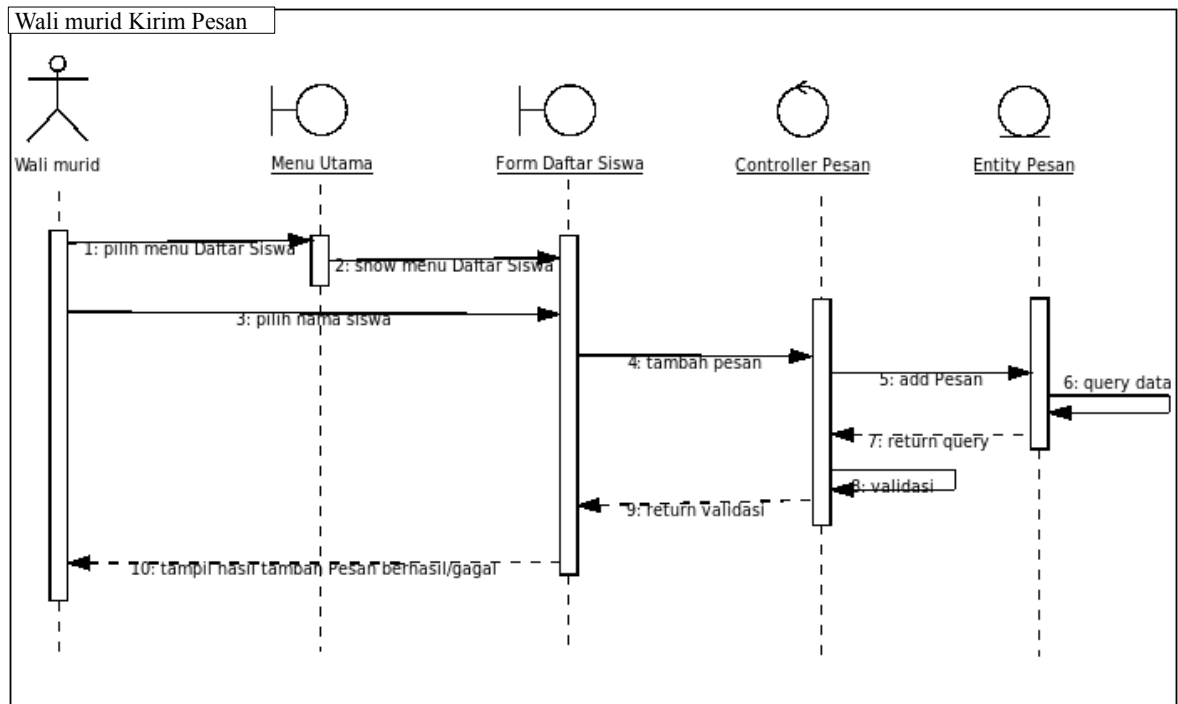 Wali murid Kirim Pesan
Wali murid
Menu Utama
Form Daftar Siswa
Controller Pesan
Entity Pesan
1: pilih menu Daftar Siswa
2: show menu Daftar Siswa
3: pilih nama siswa
4: tambah pesan
5: add Pesan
6: query data
7: return query
8: validasi
9: return validasi
10: tampil hasil tambah Pesan berhasil/gagal